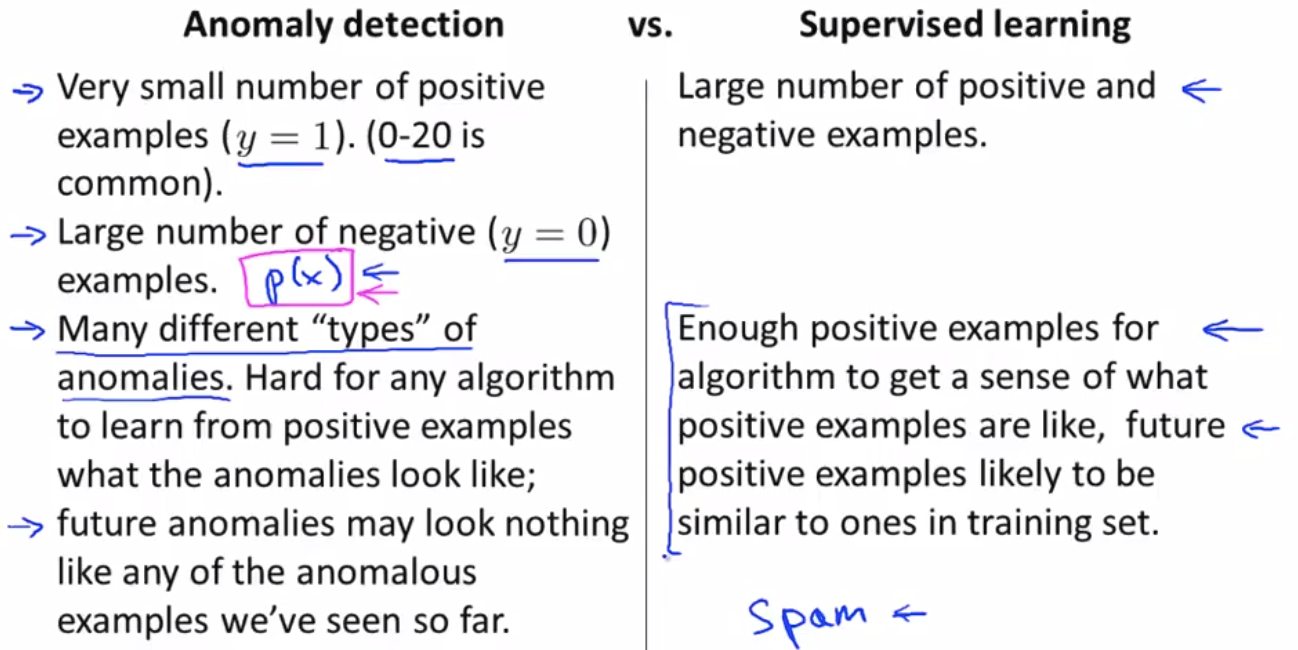 Anomaly detection vs. Supervised learning
→ Very small number of positive
examples (y = 1). (0-20 is
common).
→ Large number of negative (y = 0)
examples. p(x) ←
←
→ Many different “types” of
anomalies. Hard for any algorithm
to learn from positive examples
what the anomalies look like;
→ future anomalies may look nothing
like any of the anomalous
examples we’ve seen so far.
Large number of positive and ←
negative examples.
Enough positive examples for ←
algorithm to get a sense of what
positive examples are like, future ←
positive examples likely to be
similar to ones in training set.
Spam ←